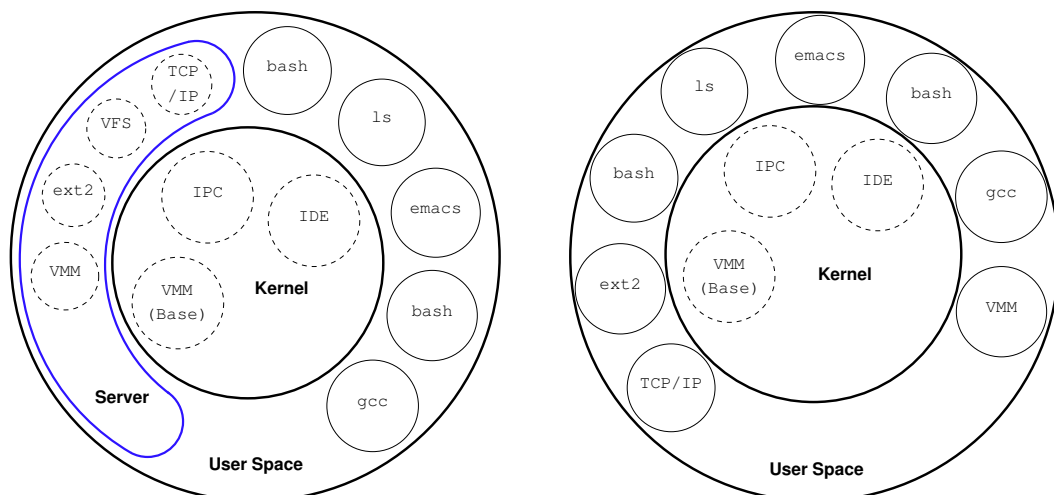 TCP
/IP
bash
VFS
ls
ext2
IPC
IDE
emacs
VMM
VMM
(Base)
Kernel
bash
Server
gcc
User Space
emacs
ls
bash
IPC
IDE
bash
gcc
ext2
VMM
(Base)
Kernel
VMM
TCP/IP
User Space